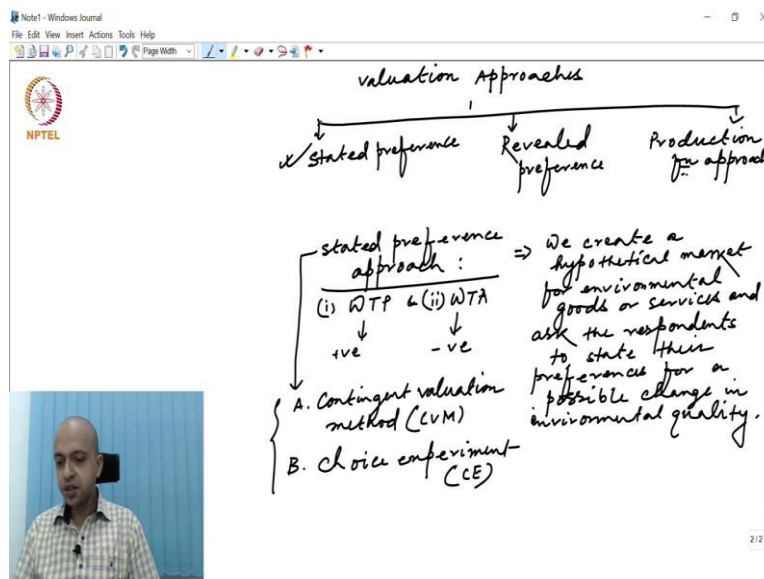 Note1 - Windows Journal
File Edit View Insert Actions Tools Help
Page Width
NPTEL
Valuation Approaches
Stated preference
Revealed preference
Production fn approach
stated preference
approach :
(i) WTP & (ii) WTA
+ve -ve
⇒ We create a
hypothetical market
for environmental
goods or services and
ask the respondents
to state their
preferences for a
possible change in
environmental quality.
A. Contingent valuation
method (CVM)
B. Choice experiment
(CE)
2/2